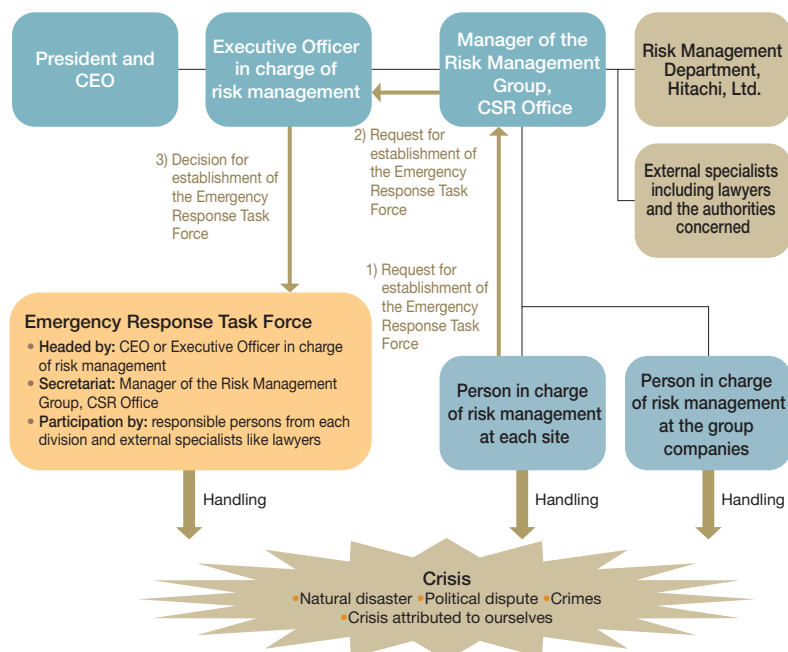 President and
CEO
Executive Officer
in charge of
risk management
Manager of the
Risk Management
Group,
CSR Office
Risk Management
Department,
Hitachi, Ltd.
External specialists
including lawyers
and the authorities
concerned
3) Decision for
establishment of
the Emergency
Response Task
Force
2) Request for
establishment of
the Emergency
Response Task
Force
1) Request for
establishment of
the Emergency
Response Task
Force
Emergency Response Task Force
• Headed by: CEO or Executive Officer in charge
of risk management
• Secretariat: Manager of the Risk Management
Group, CSR Office
• Participation by: responsible persons from each
division and external specialists like lawyers
Person in charge
of risk management
at each site
Person in charge
of risk management
at the group
companies
Handling
Handling
Handling
Crisis
•Natural disaster •Political dispute •Crimes
•Crisis attributed to ourselves